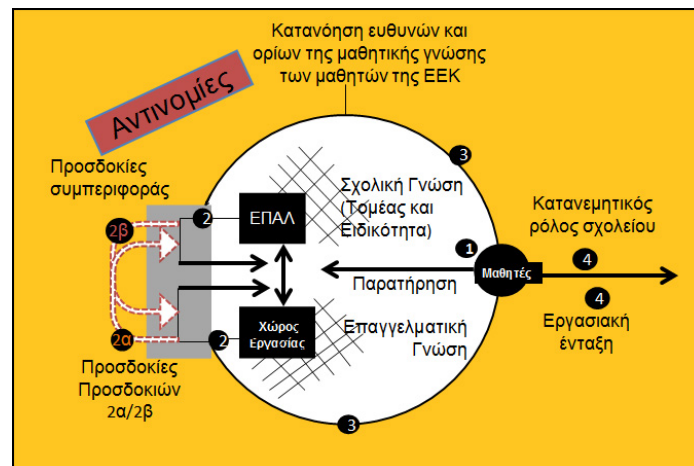 Κατανόηση ευθυνών και
ορίων της μαθητικής γνώσης
των μαθητών της ΕΕΚ
Αντινομίες
3
Προσδοκίες
συμπεριφοράς
Σχολική Γνώση
(Τομέας και
Ειδικότητα)
Κατανεμητικός
ρόλος σχολείου
2β
2
ΕΠΑΛ
1
4
Μαθητές
Παρατήρηση
4
Χώρος
Εργασίας
Επαγγελματική
Γνώση
Εργασιακή
ένταξη
2α
2
Προσδοκίες
Προσδοκιών
2α/2β
3